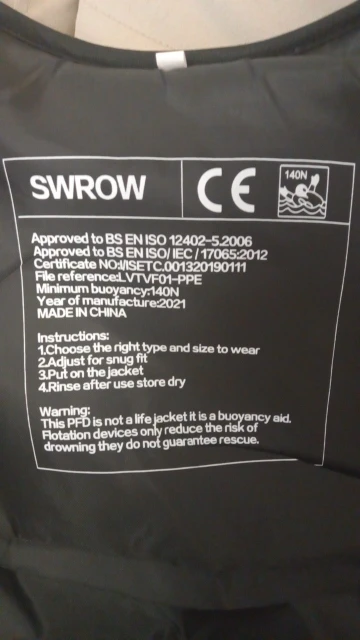 SWROW
CE
140N
Approved to BS EN ISO 12402-5.2006
Approved to BS EN ISO/ IEC / 17065:2012
Certificate NO:I/ISETC.001320190111
File reference:LVTVF01-PPE
Minimum buoyancy:140N
Year of manufacture:2021
MADE IN CHINA
Instructions:
1.Choose the right type and size to wear
2.Adjust for snug fit
3.Put on the jacket
4.Rinse after use store dry
Warning:
This PFD is not a life jacket it is a buoyancy aid.
Flotation devices only reduce the risk of
drowning they do not guarantee rescue.